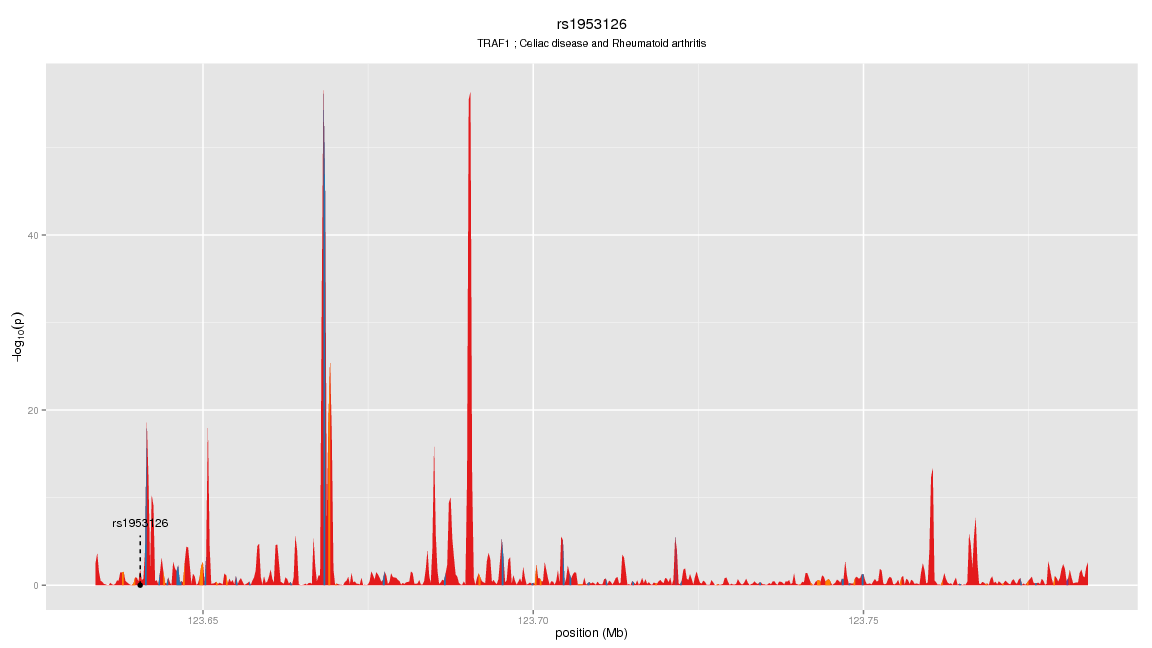 rs1953126
TRAF1 ; Celiac disease and Rheumatoid arthritis
−log10(p)
40
20
0
rs1953126
123.65
123.70
123.75
position (Mb)